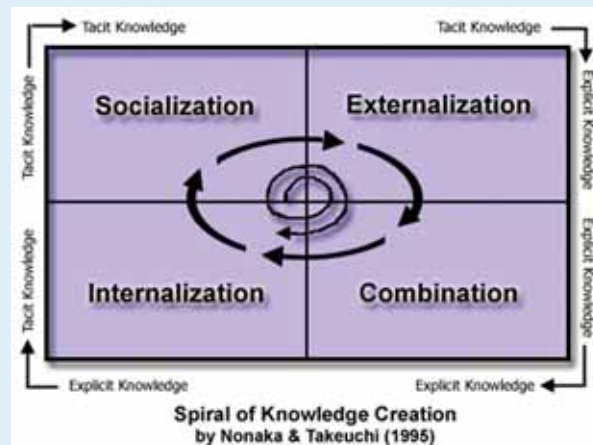 Tacit Knowledge
Tacit Knowledge
Tacit Knowledge
Explicit Knowledge
Socialization
Externalization
Tacit Knowledge
Explicit Knowledge
Internalization
Combination
Explicit Knowledge
Explicit Knowledge
Spiral of Knowledge Creation
by Nonaka & Takeuchi (1995)